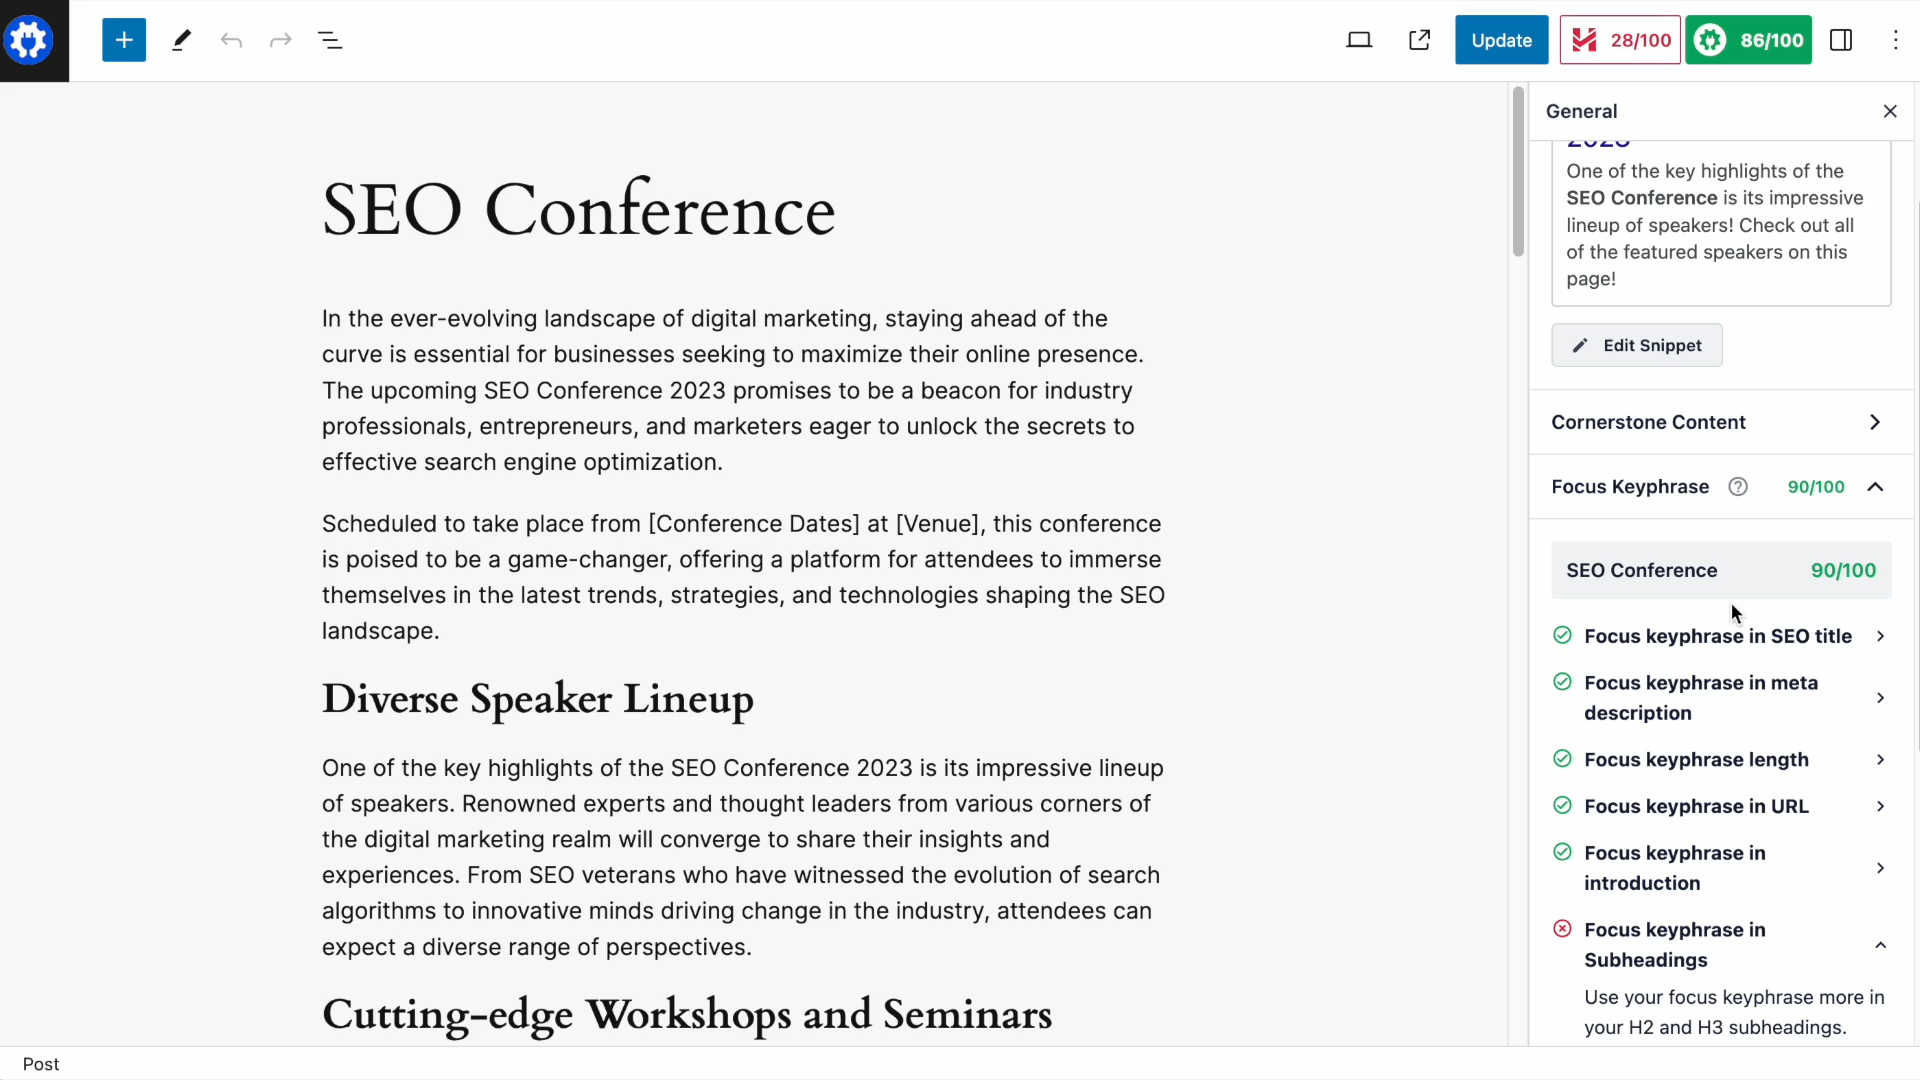 Update
28/100
86/100
SEO Conference
In the ever-evolving landscape of digital marketing, staying ahead of the
curve is essential for businesses seeking to maximize their online presence.
The upcoming SEO Conference 2023 promises to be a beacon for industry
professionals, entrepreneurs, and marketers eager to unlock the secrets to
effective search engine optimization.
Scheduled to take place from [Conference Dates] at [Venue], this conference
is poised to be a game-changer, offering a platform for attendees to immerse
themselves in the latest trends, strategies, and technologies shaping the SEO
landscape.
Diverse Speaker Lineup
One of the key highlights of the SEO Conference 2023 is its impressive lineup
of speakers. Renowned experts and thought leaders from various corners of
the digital marketing realm will converge to share their insights and
experiences. From SEO veterans who have witnessed the evolution of search
algorithms to innovative minds driving change in the industry, attendees can
expect a diverse range of perspectives.
Cutting-edge Workshops and Seminars
General
2023
One of the key highlights of the
SEO Conference is its impressive
lineup of speakers! Check out all
of the featured speakers on this
page!
Edit Snippet
Cornerstone Content
Focus Keyphrase 90/100
SEO Conference 90/100
Focus keyphrase in SEO title
Focus keyphrase in meta
description
Focus keyphrase length
Focus keyphrase in URL
Focus keyphrase in
introduction
Focus keyphrase in
Subheadings
Use your focus keyphrase more in
your H2 and H3 subheadings.
Post